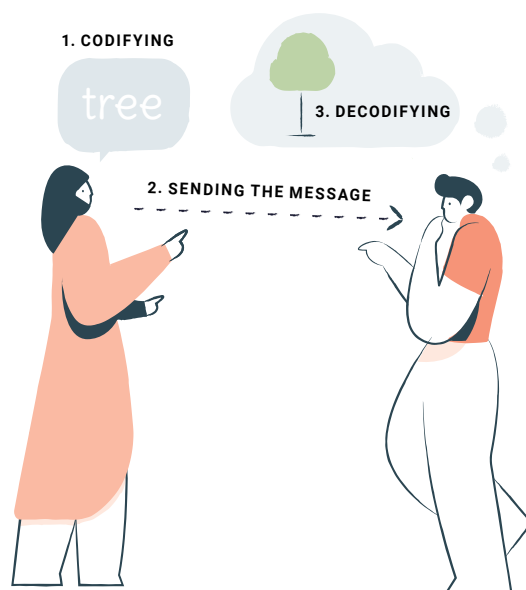 1. CODIFYING
tree
3. DECODIFYING
2. SENDING THE MESSAGE